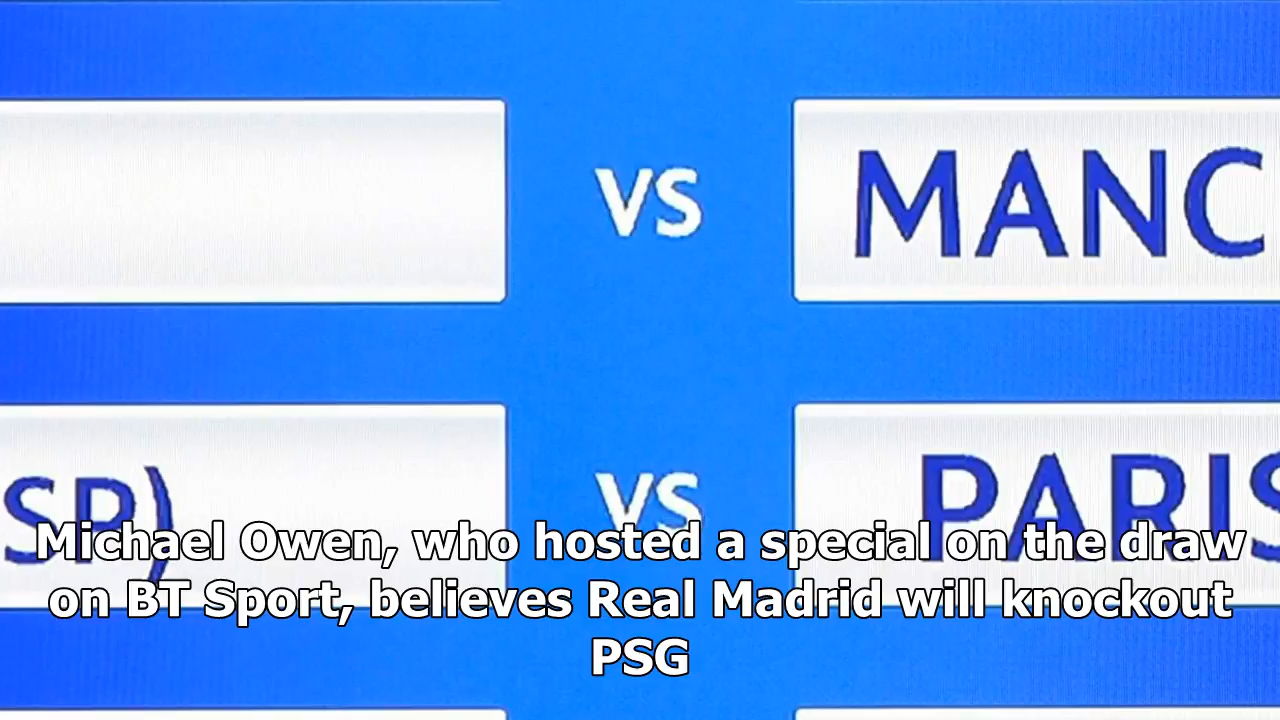 VS MANC
SP) VS PARIS
Michael Owen, who hosted a special on the draw
on BT Sport, believes Real Madrid will knockout
PSG